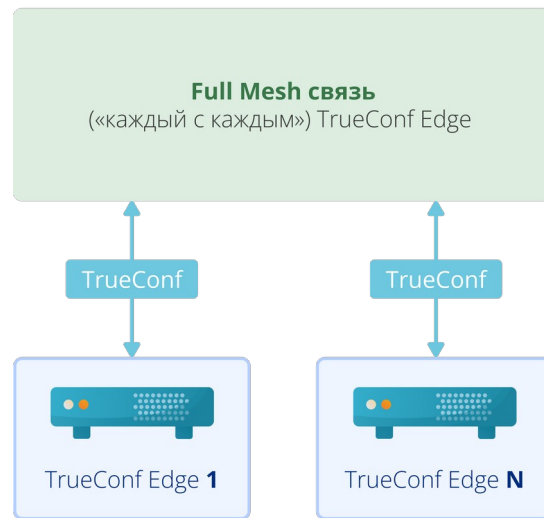 Full Mesh связь
(«каждый с каждым») TrueConf Edge
TrueConf
TrueConf
TrueConf Edge 1
TrueConf Edge N